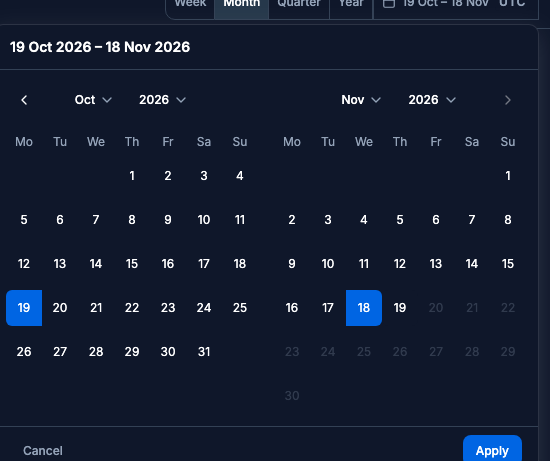 Week Month Quarter Year 19 Oct – 18 Nov UTC
19 Oct 2026 – 18 Nov 2026
Oct 2026 Nov 2026
Mo Tu We Th Fr Sa Su Mo Tu We Th Fr Sa Su
1 2 3 4 1
5 6 7 8 9 10 11 2 3 4 5 6 7 8
12 13 14 15 16 17 18 9 10 11 12 13 14 15
19 20 21 22 23 24 25 16 17 18 19 20 21 22
26 27 28 29 30 31 23 24 25 26 27 28 29
30
Cancel Apply